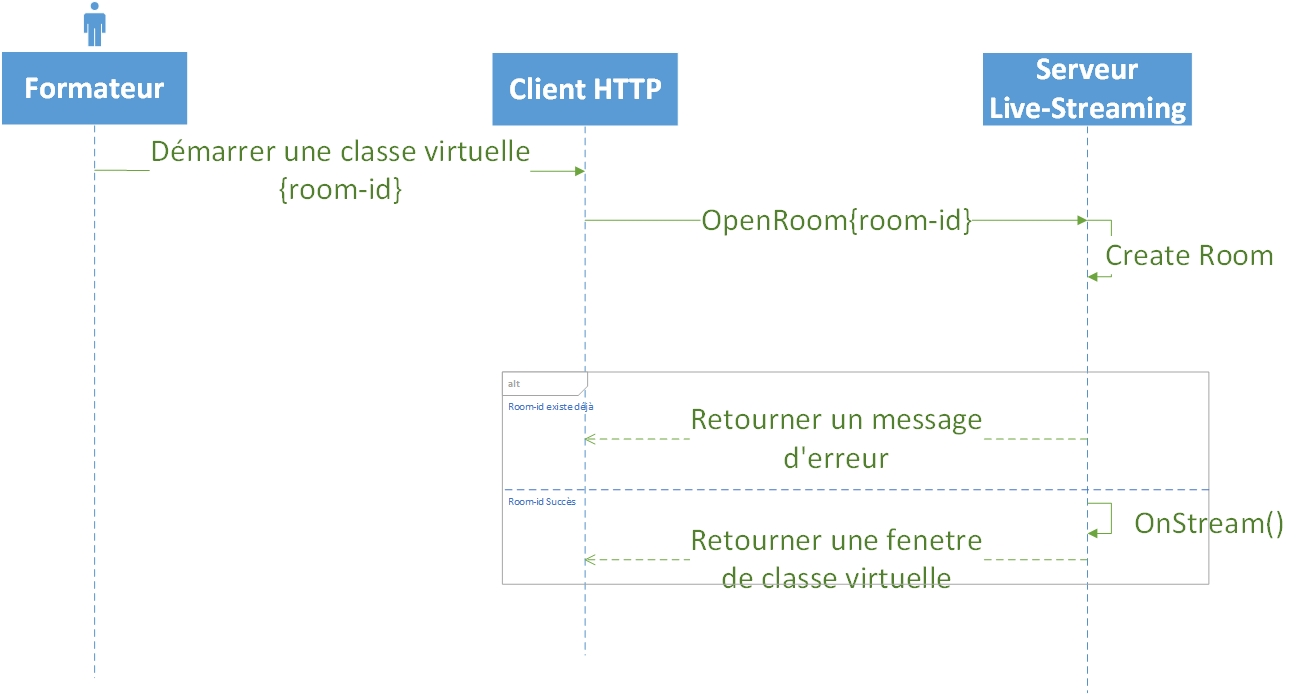 Formateur
Client HTTP
Serveur
Live-Streaming
Démarrer une classe virtuelle
{room-id}
OpenRoom{room-id}
Create Room
alt
Room-id existe déjà
Retourner un message
d'erreur
Room-id Succès
OnStream()
Retourner une fenetre
de classe virtuelle